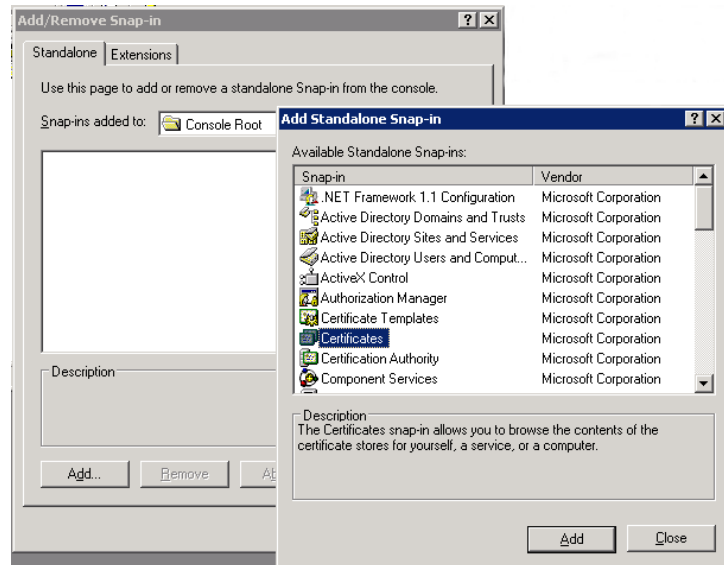 Add/Remove Snap-in
Standalone
Extensions
Use this page to add or remove a standalone Snap-in from the console.
Snap-ins added to:
Console Root
Description
Add...
Remove
Add Standalone Snap-in
Available Standalone Snap-ins:
Snap-in Vendor
.NET Framework 1.1 Configuration Microsoft Corporation
Active Directory Domains and Trusts Microsoft Corporation
Active Directory Sites and Services Microsoft Corporation
Active Directory Users and Comput... Microsoft Corporation
ActiveX Control Microsoft Corporation
Authorization Manager Microsoft Corporation
Certificate Templates Microsoft Corporation
Certificates Microsoft Corporation
Certification Authority Microsoft Corporation
Component Services Microsoft Corporation
Description
The Certificates snap-in allows you to browse the contents of the
certificate stores for yourself, a service, or a computer.
Add
Close